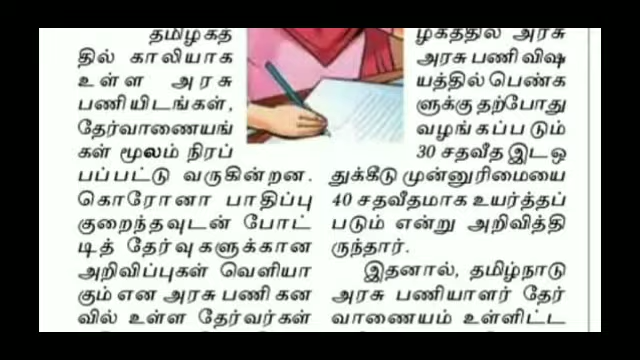 தமிழகத்
தில் காலியாக
உள்ள அரசு
பணியிடங்கள்,
தேர்வாணையங்
கள் மூலம் நிரப்
பப்பட்டு வருகின்றன.
கொரோனா பாதிப்பு
குறைந்தவுடன் போட்
டித் தேர்வுகளுக்கான
அறிவிப்புகள் வெளியா
கும் என அரசு பணி கன
வில் உள்ள தேர்வர்கள்
ழகத்தில் அரசு
அரசு பணி விஷ
யத்தில் பெண்க
ளுக்கு தற்போது
வழங்கப்படும்
30 சதவீத இடஒ
துக்கீடு முன்னுரிமையை
40 சதவீதமாக உயர்த்தப்
படும் என்று அறிவித்தி
ருந்தார்.
இதனால், தமிழ்நாடு
அரசு பணியாளர் தேர்
வாணையம் உள்ளிட்ட